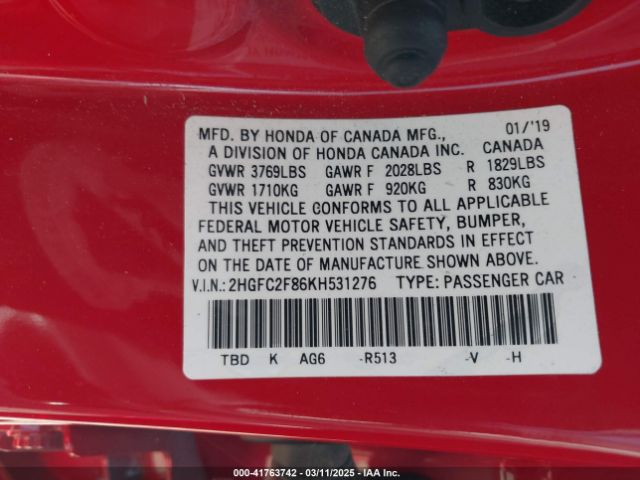 MFD. BY HONDA OF CANADA MFG., 01/'19
A DIVISION OF HONDA CANADA INC. CANADA
GVWR 3769LBS GAWR F 2028LBS R 1829LBS
GVWR 1710KG GAWR F 920KG R 830KG
THIS VEHICLE CONFORMS TO ALL APPLICABLE
FEDERAL MOTOR VEHICLE SAFETY, BUMPER,
AND THEFT PREVENTION STANDARDS IN EFFECT
ON THE DATE OF MANUFACTURE SHOWN ABOVE.
V.I.N.: 2HGFC2F86KH531276 TYPE: PASSENGER CAR
TBD K AG6 -R513 -V -H
000-41763742 - 03/11/2025 - IAA Inc.